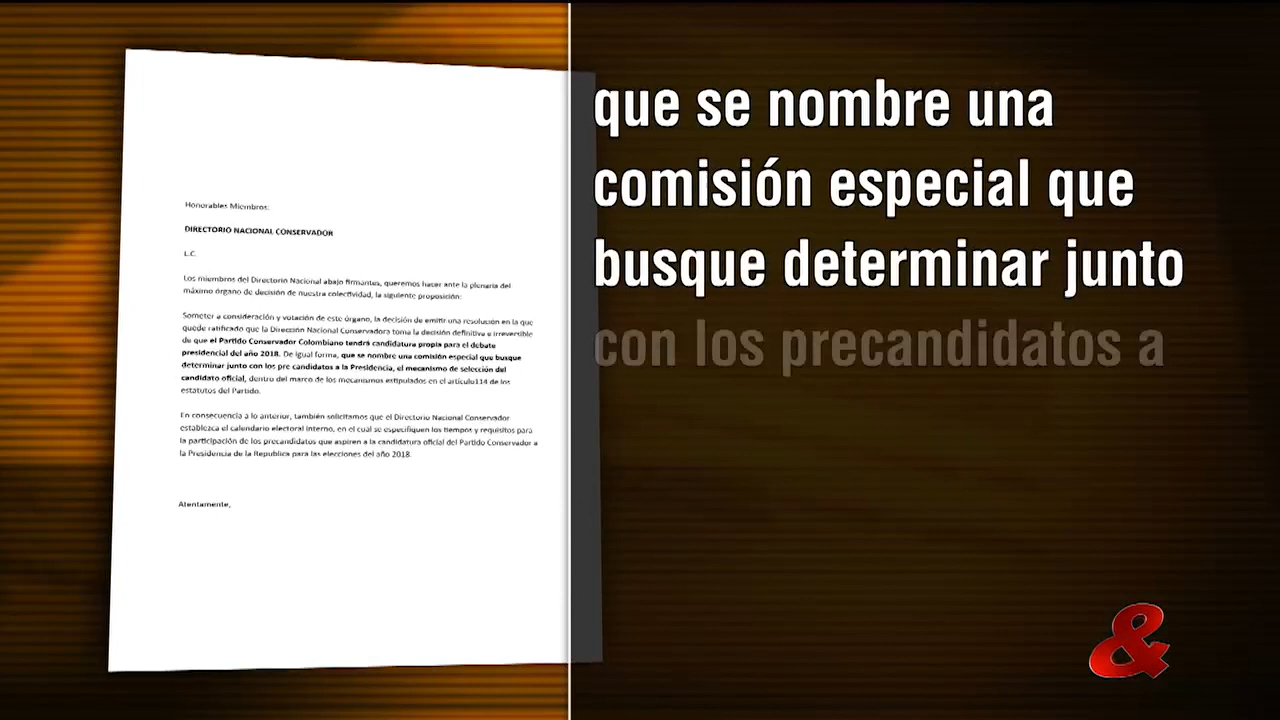 Honorables Miembros:
DIRECTORIO NACIONAL CONSERVADOR
L.C.
Los miembros del Directorio Nacional abajo firmantes, queremos hacer ante la plenaria del
máximo órgano de decisión de nuestra colectividad, la siguiente proposición:
Someter a consideración y votación de este órgano, la decisión de emitir una resolución en la que
quede ratificado que la Dirección Nacional Conservadora toma la decisión definitiva e irreversible
de que el Partido Conservador Colombiano tendrá candidatura propia para el debate
presidencial del año 2018. De igual forma, que se nombre una comisión especial que busque
determinar junto con los pre candidatos a la Presidencia, el mecanismo de selección del
candidato oficial, dentro del marco de los mecanismos estipulados en el artículo114 de los
estatutos del Partido.
En consecuencia a lo anterior, también solicitamos que el Directorio Nacional Conservador
establezca el calendario electoral interno, en el cual se especifiquen los tiempos y requisitos para
la participación de los precandidatos que aspiren a la candidatura oficial del Partido Conservador a
la Presidencia de la Republica para las elecciones del año 2018.
Atentamente,
que se nombre una
comisión especial que
busque determinar junto
con los precandidatos a
&